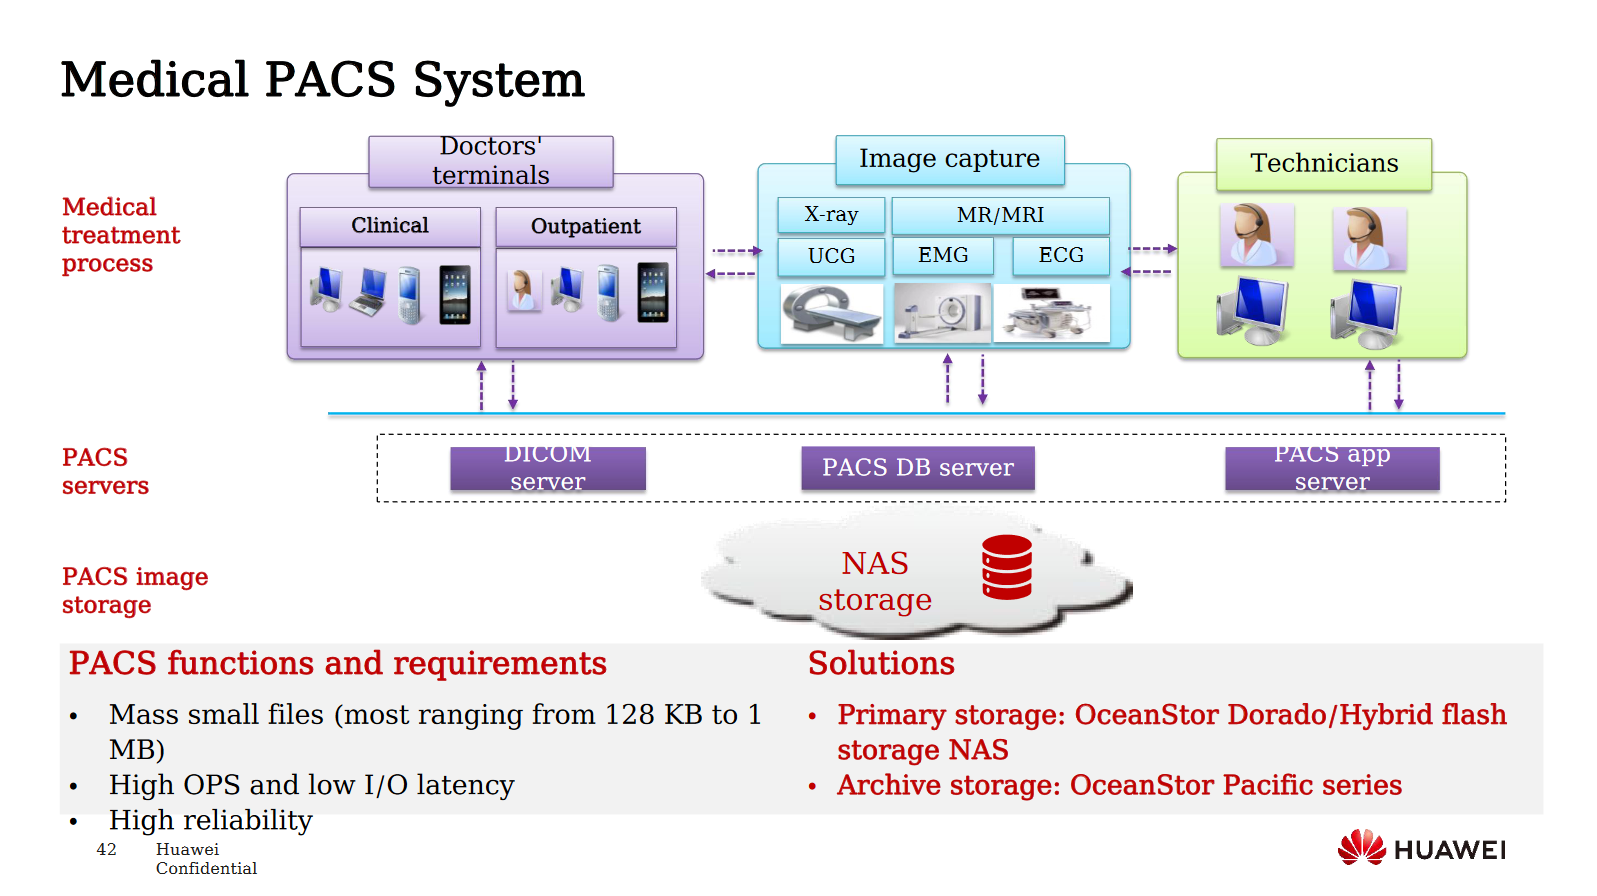 Medical PACS System
Doctors'
terminals
Image capture
Technicians
Medical
treatment
process
Clinical
Outpatient
X-ray
MR/MRI
UCG
EMG
ECG
PACS
servers
DICOM
server
PACS DB server
PACS app
server
PACS image
storage
NAS
storage
PACS functions and requirements
• Mass small files (most ranging from 128 KB to 1
MB)
• High OPS and low I/O latency
• High reliability
Solutions
• Primary storage: OceanStor Dorado/Hybrid flash
storage NAS
• Archive storage: OceanStor Pacific series
42
Huawei
Confidential
HUAWEI